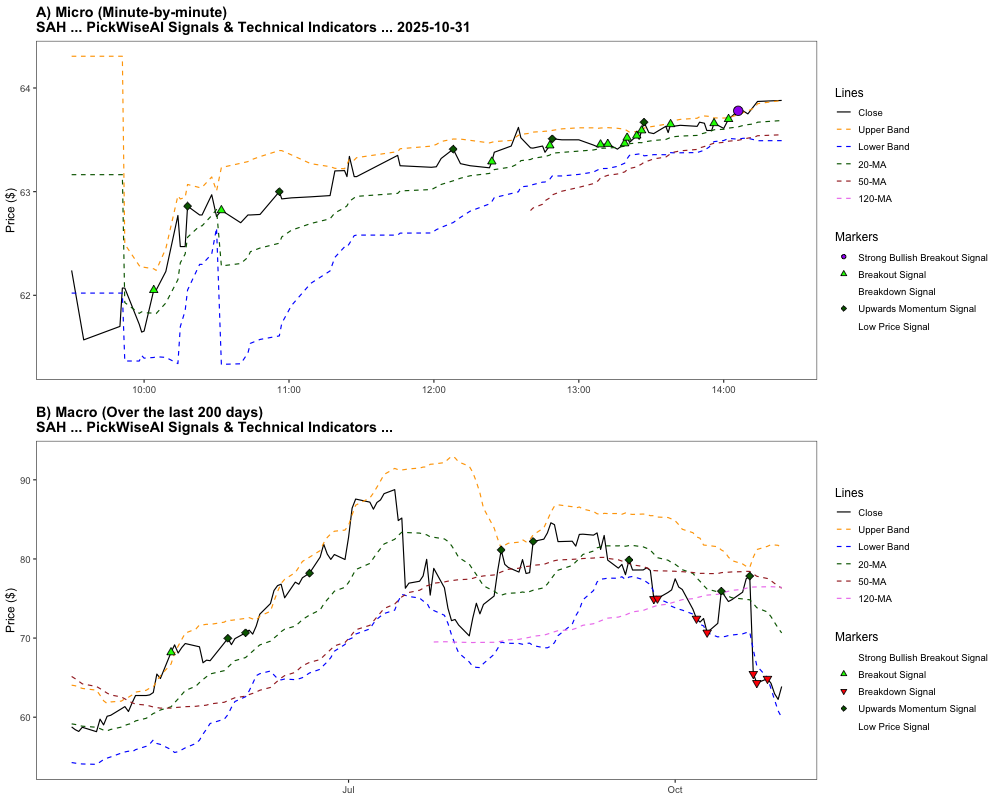 A) Micro (Minute-by-minute)
SAH ... PickWiseAI Signals & Technical Indicators ... 2025-10-31
Price ($)
64
63
62
10:00
11:00
12:00
13:00
14:00
Lines
Close
Upper Band
Lower Band
20-MA
50-MA
120-MA
Markers
Strong Bullish Breakout Signal
Breakout Signal
Breakdown Signal
Upwards Momentum Signal
Low Price Signal
B) Macro (Over the last 200 days)
SAH ... PickWiseAI Signals & Technical Indicators ...
Price ($)
90
80
70
60
Jul
Oct
Lines
Close
Upper Band
Lower Band
20-MA
50-MA
120-MA
Markers
Strong Bullish Breakout Signal
Breakout Signal
Breakdown Signal
Upwards Momentum Signal
Low Price Signal